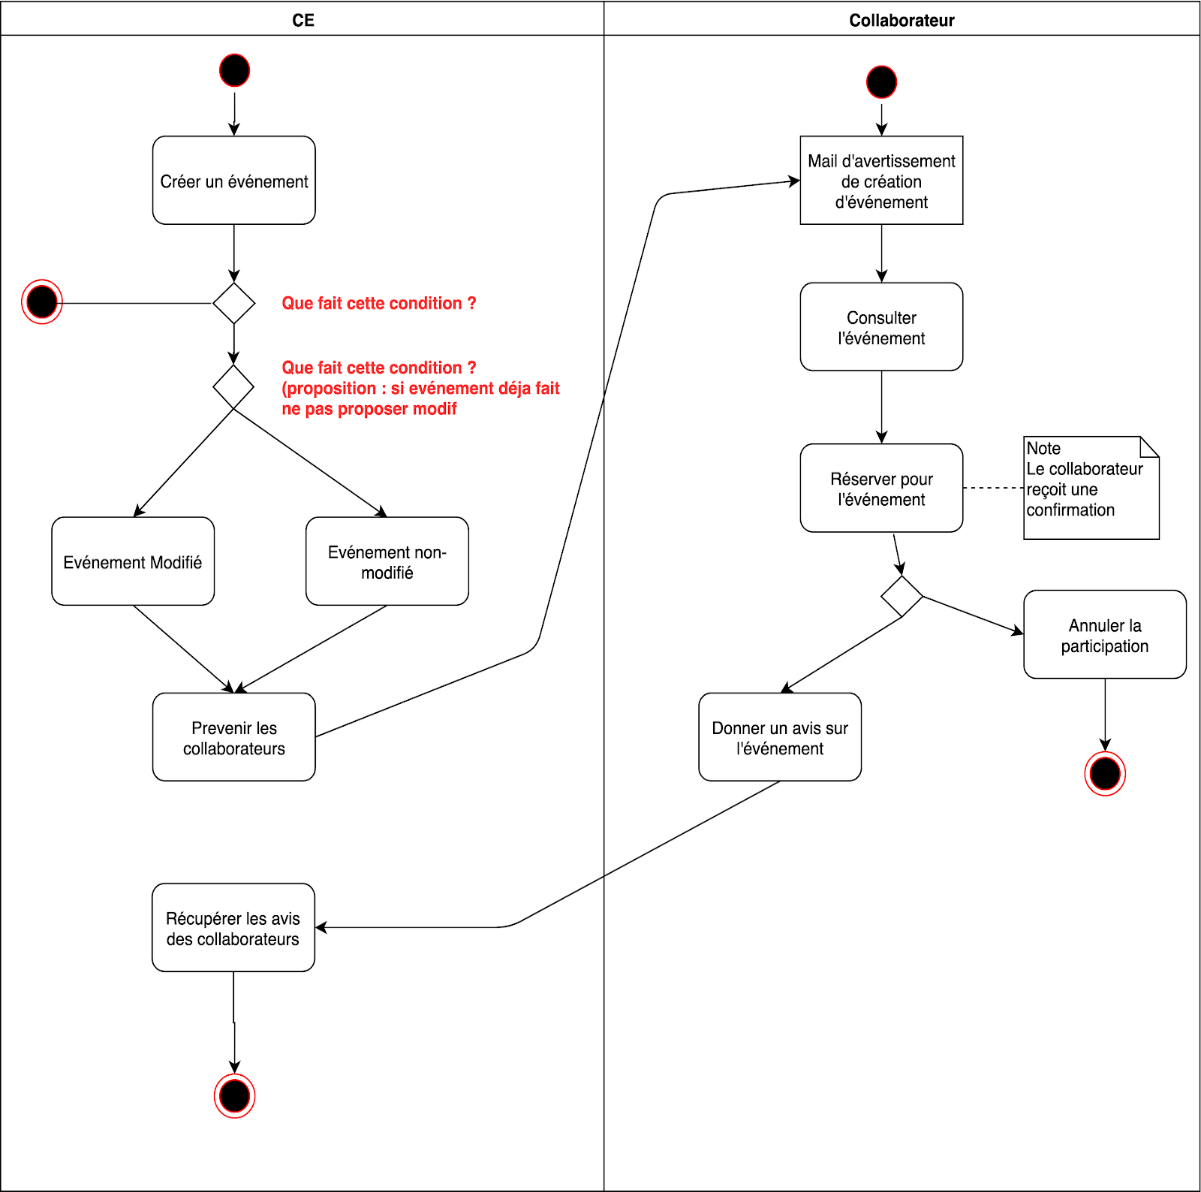 CE
Collaborateur
Créer un événement
Que fait cette condition ?
Que fait cette condition ?
(proposition : si evénement déja fait
ne pas proposer modif
Evénement Modifié
Evénement non-
modifié
Prevenir les
collaborateurs
Récupérer les avis
des collaborateurs
Mail d'avertissement
de création
d'événement
Consulter
l'événement
Réserver pour
l'événement
Note
Le collaborateur
reçoit une
confirmation
Annuler la
participation
Donner un avis sur
l'événement